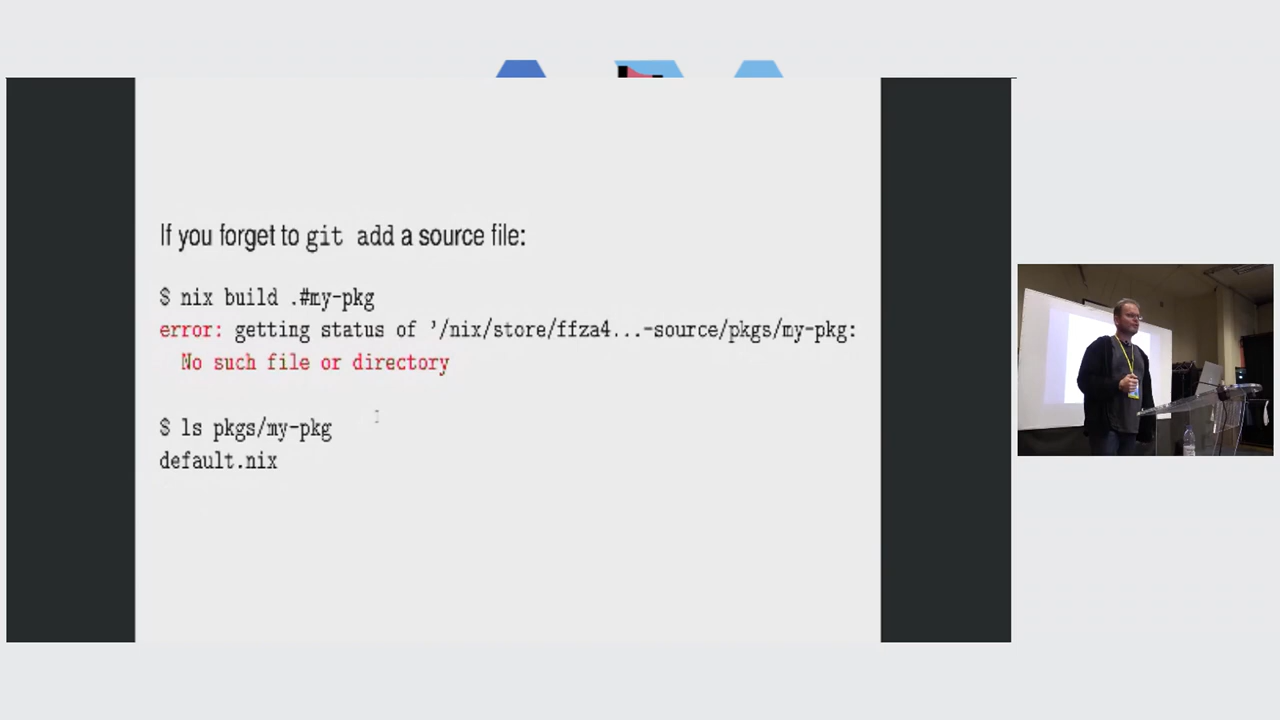 If you forget to git add a source file:
$ nix build .#my-pkg
error: getting status of '/nix/store/ffza4...-source/pkgs/my-pkg:
No such file or directory
$ ls pkgs/my-pkg
default.nix